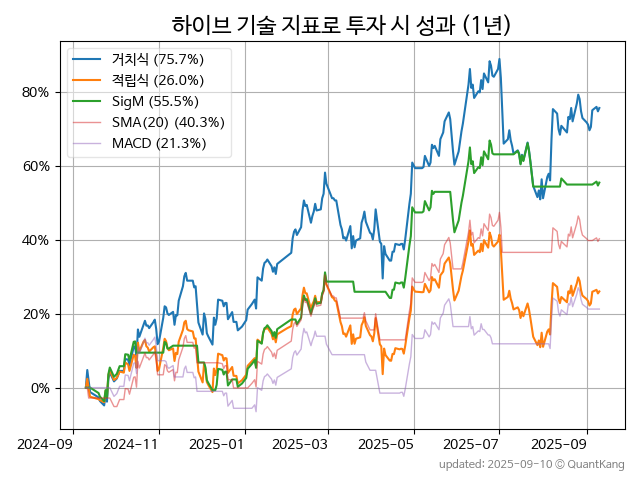 하이브 기술 지표로 투자 시 성과 (1년)
거치식 (75.7%)
적립식 (26.0%)
SigM (55.5%)
SMA(20) (40.3%)
MACD (21.3%)
80%
60%
40%
20%
0%
2024-09 2024-11 2025-01 2025-03 2025-05 2025-07 2025-09
updated: 2025-09-10 © QuantKang